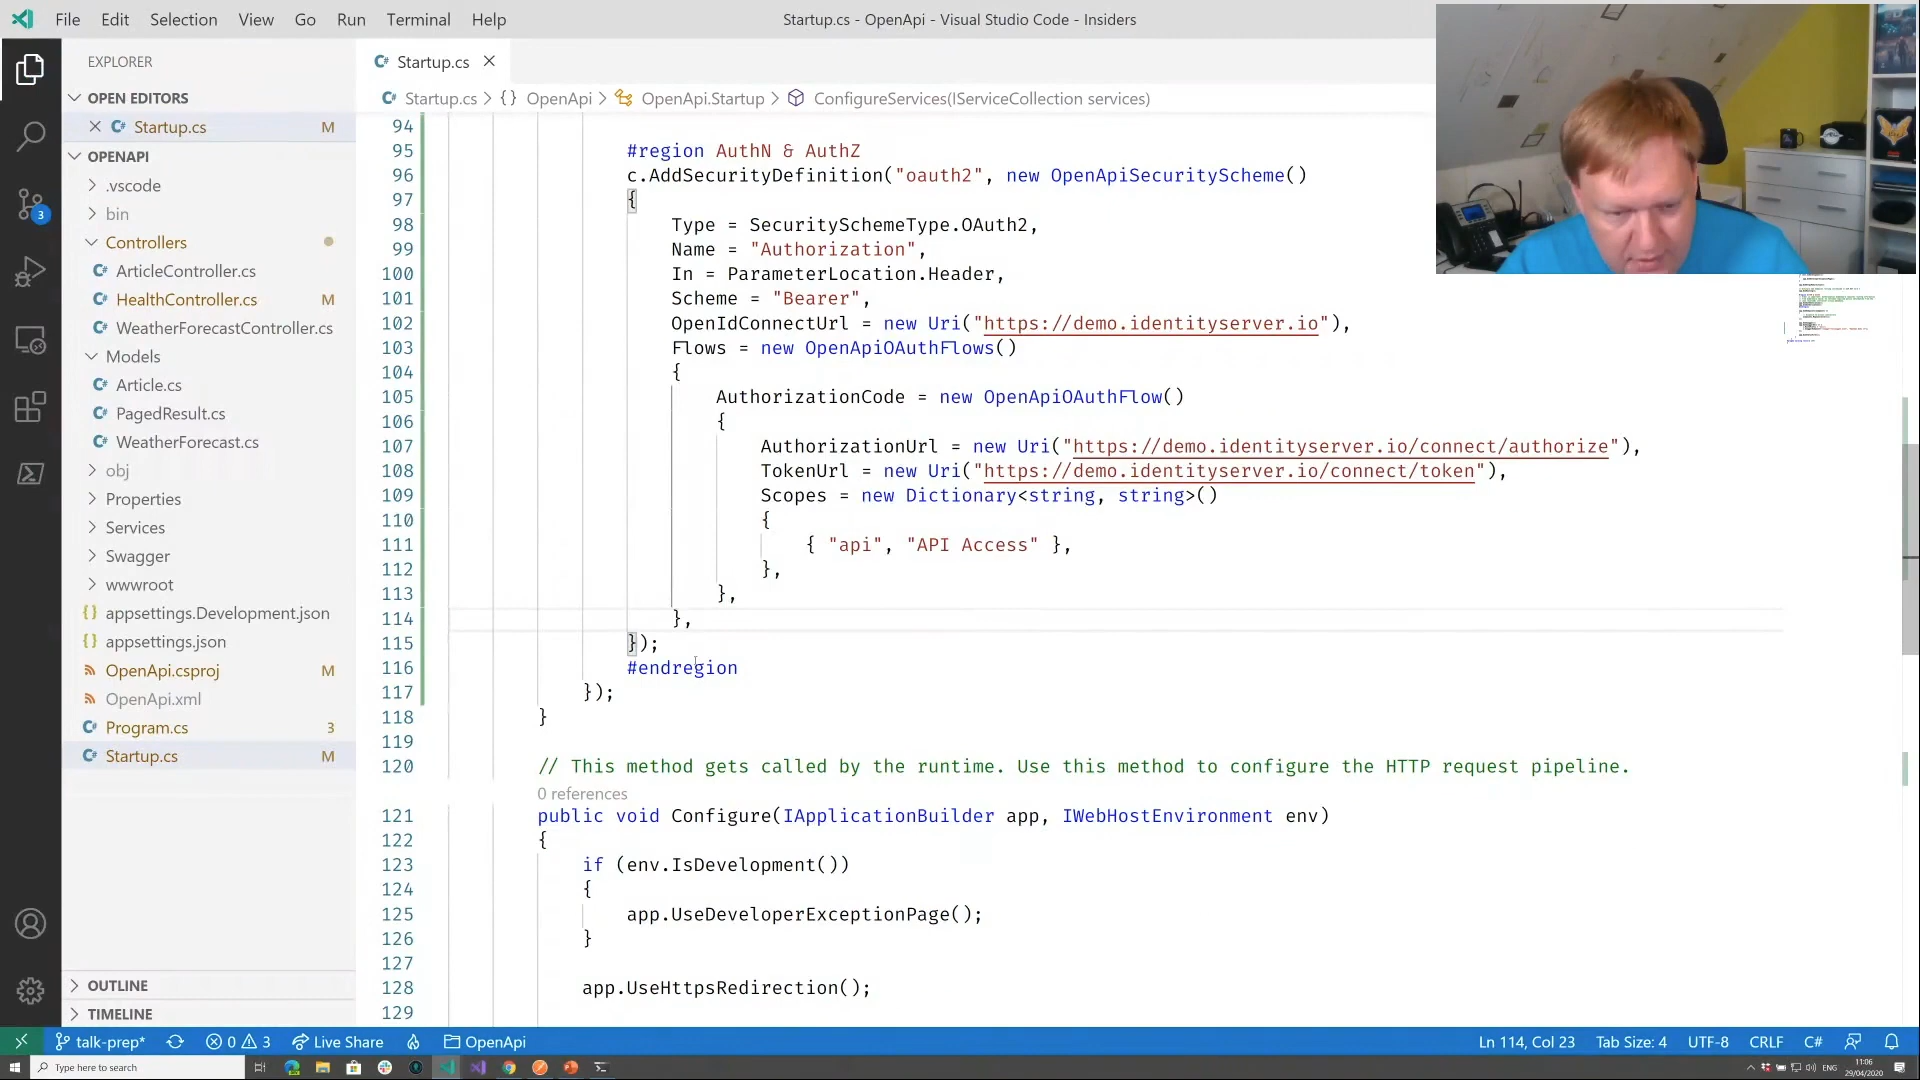 File Edit Selection View Go Run Terminal Help
Startup.cs - OpenApi - Visual Studio Code - Insiders
EXPLORER
OPEN EDITORS
Startup.cs M
OPENAPI
.vscode
bin
Controllers
ArticleController.cs
HealthController.cs M
WeatherForecastController.cs
Models
Article.cs
PagedResult.cs
WeatherForecast.cs
obj
Properties
Services
Swagger
wwwroot
appsettings.Development.json
appsettings.json
OpenApi.csproj M
OpenApi.xml
Program.cs 3
Startup.cs M
OUTLINE
TIMELINE
3
Startup.cs
Startup.cs > {} OpenApi > OpenApi.Startup > ConfigureServices(IServiceCollection services)
94
95 #region AuthN & AuthZ
96 c.AddSecurityDefinition("oauth2", new OpenApiSecurityScheme()
97 {
98 Type = SecuritySchemeType.OAuth2,
99 Name = "Authorization",
100 In = ParameterLocation.Header,
101 Scheme = "Bearer",
102 OpenIdConnectUrl = new Uri("https://demo.identityserver.io"),
103 Flows = new OpenApiOAuthFlows()
104 {
105 AuthorizationCode = new OpenApiOAuthFlow()
106 {
107 AuthorizationUrl = new Uri("https://demo.identityserver.io/connect/authorize"),
108 TokenUrl = new Uri("https://demo.identityserver.io/connect/token"),
109 Scopes = new Dictionary<string, string>()
110 {
111 { "api", "API Access" },
112 },
113 },
114 },
115 });
116 #endregion
117 });
118 }
119
120 // This method gets called by the runtime. Use this method to configure the HTTP request pipeline.
0 references
121 public void Configure(IApplicationBuilder app, IWebHostEnvironment env)
122 {
123 if (env.IsDevelopment())
124 {
125 app.UseDeveloperExceptionPage();
126 }
127
128 app.UseHttpsRedirection();
129
talk-prep* 0 3 Live Share OpenApi
Ln 114, Col 23 Tab Size: 4 UTF-8 CRLF C#
Type here to search
ENG
11:06
29/04/2020